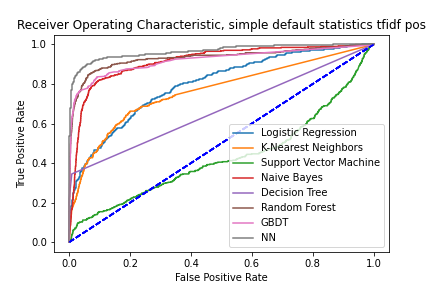 Receiver Operating Characteristic, simple default statistics tfidf pos
True Positive Rate
1.0
0.8
0.6
0.4
0.2
0.0
Logistic Regression
K-Nearest Neighbors
Support Vector Machine
Naive Bayes
Decision Tree
Random Forest
GBDT
NN
0.0 0.2 0.4 0.6 0.8 1.0
False Positive Rate